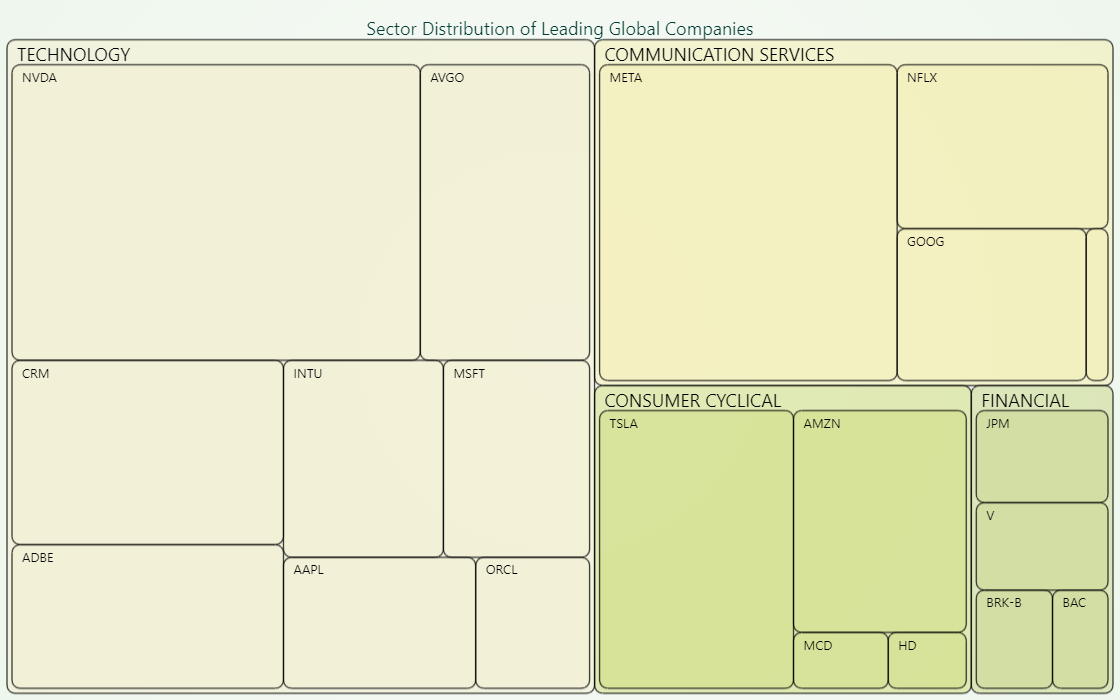 Sector Distribution of Leading Global Companies
TECHNOLOGY
NVDA
AVGO
CRM
INTU
MSFT
ADBE
AAPL
ORCL
COMMUNICATION SERVICES
META
NFLX
GOOG
CONSUMER CYCLICAL
TSLA
AMZN
MCD
HD
FINANCIAL
JPM
V
BRK-B
BAC